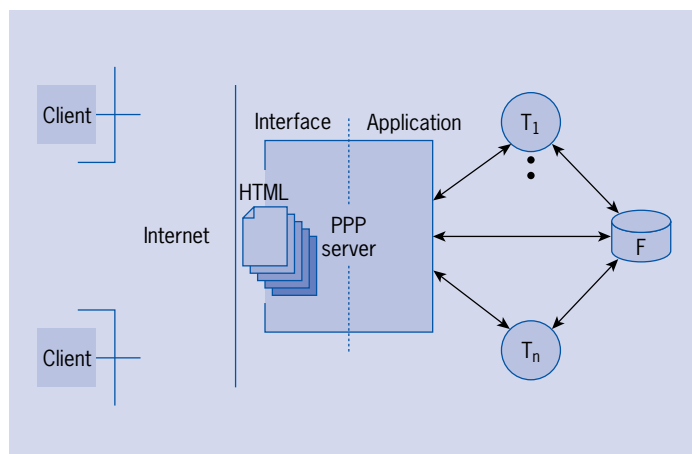 Client
Interface
Application
T1
HTML
Internet
PPP
server
F
Client
Tn